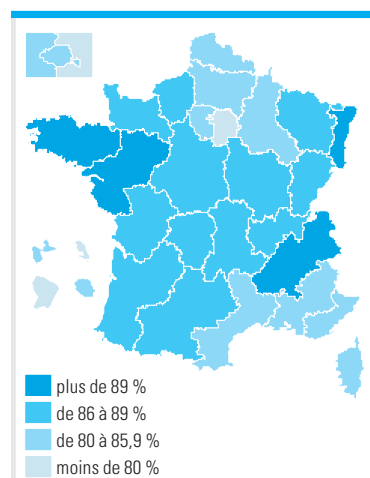 plus de 89 %
de 86 à 89 %
de 80 à 85,9 %
moins de 80 %